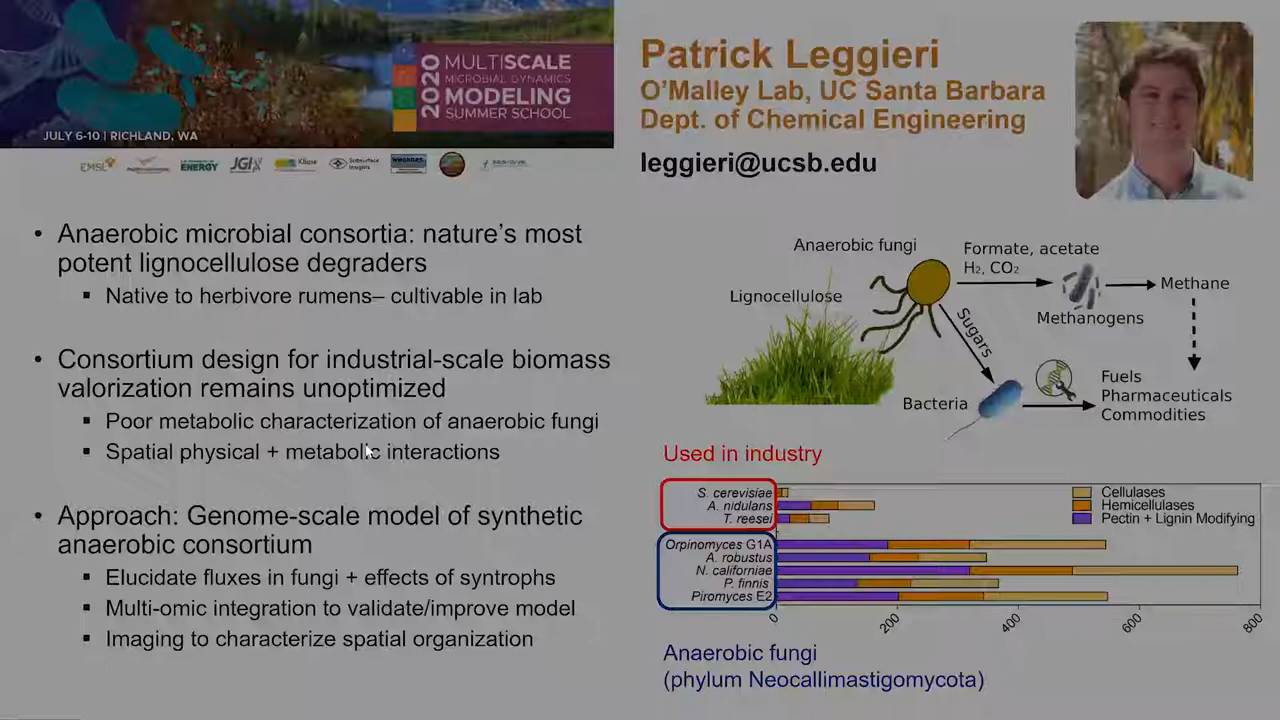 2020
MULTISCALE
MICROBIAL DYNAMICS
MODELING
SUMMER SCHOOL
JULY 6-10 | RICHLAND, WA
EMSL
ENERGY
JGI
KBase
Subsurface
Insights
Patrick Leggieri
O’Malley Lab, UC Santa Barbara
Dept. of Chemical Engineering
leggieri@ucsb.edu
• Anaerobic microbial consortia: nature’s most
potent lignocellulose degraders
▪ Native to herbivore rumens– cultivable in lab
• Consortium design for industrial-scale biomass
valorization remains unoptimized
▪ Poor metabolic characterization of anaerobic fungi
▪ Spatial physical + metabolic interactions
• Approach: Genome-scale model of synthetic
anaerobic consortium
▪ Elucidate fluxes in fungi + effects of syntrophs
▪ Multi-omic integration to validate/improve model
▪ Imaging to characterize spatial organization
Anaerobic fungi
Formate, acetate
H₂, CO₂
Lignocellulose
Methane
Methanogens
Sugars
Bacteria
Fuels
Pharmaceuticals
Commodities
Used in industry
S. cerevisiae
A. nidulans
T. reesei
Orpinomyces G1A
A. robustus
N. californiae
P. finnis
Piromyces E2
Cellulases
Hemicellulases
Pectin + Lignin Modifying
0 200 400 600 800
Anaerobic fungi
(phylum Neocallimastigomycota)